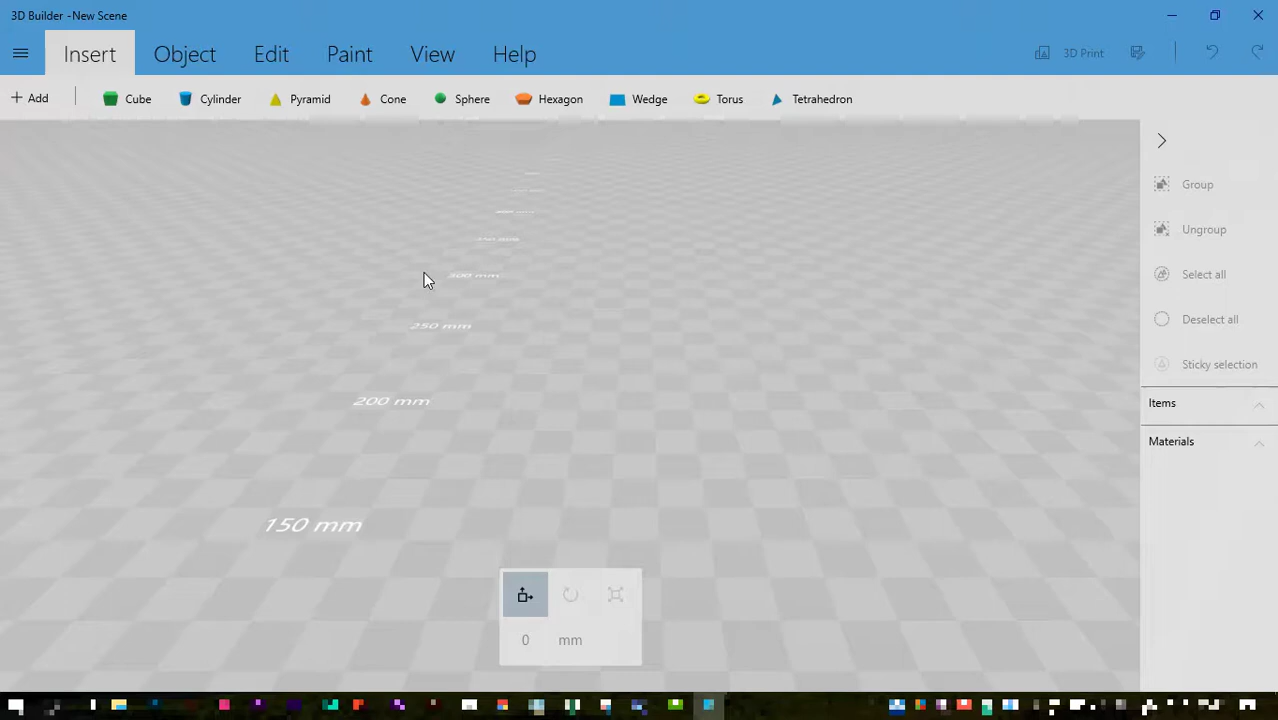 3D Builder -New Scene
Insert Object Edit Paint View Help 3D Print
Add Cube Cylinder Pyramid Cone Sphere Hexagon Wedge Torus Tetrahedron
Group
Ungroup
Select all
Deselect all
Sticky selection
Items
Materials
300 mm
250 mm
200 mm
150 mm
0 mm